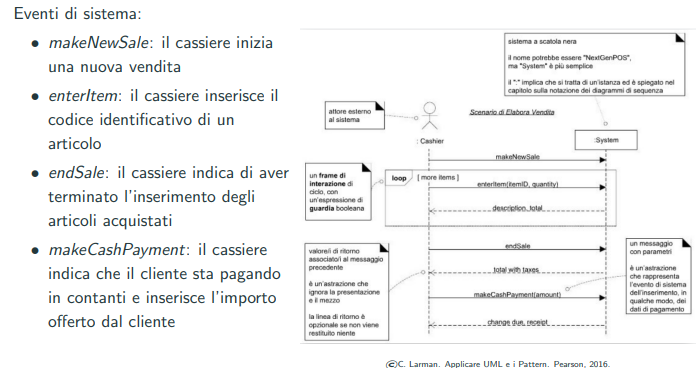 Eventi di sistema:
• makeNewSale: il cassiere inizia
una nuova vendita
• enterItem: il cassiere inserisce il
codice identificativo di un
articolo
• endSale: il cassiere indica di aver
terminato l'inserimento degli
articoli acquistati
• makeCashPayment: il cassiere
indica che il cliente sta pagando
in contanti e inserisce l'importo
offerto dal cliente
sistema a scatola nera
il nome potrebbe essere "NextGenPOS",
ma "System" è più semplice
il ":" implica che si tratta di un'istanza ed è spiegato nel
capitolo sulla notazione dei diagrammi di sequenza
attore esterno
al sistema
Scenario di Elabora Vendita
: Cashier
:System
makeNewSale
un frame di
interazione di
ciclo, con
un'espressione di
guardia booleana
loop
[ more items ]
enterItem(itemID, quantity)
description, total
endSale
valore/i di ritorno
associato/i al messaggio
precedente
è un'astrazione che
ignora la presentazione
e il mezzo
la linea di ritorno è
opzionale se non viene
restituito niente
total with taxes
makeCashPayment(amount)
change due, receipt
un messaggio
con parametri
è un'astrazione
che rappresenta
l'evento di sistema
dell'inserimento, in
qualche modo, dei
dati di pagamento
©C. Larman. Applicare UML e i Pattern. Pearson, 2016.